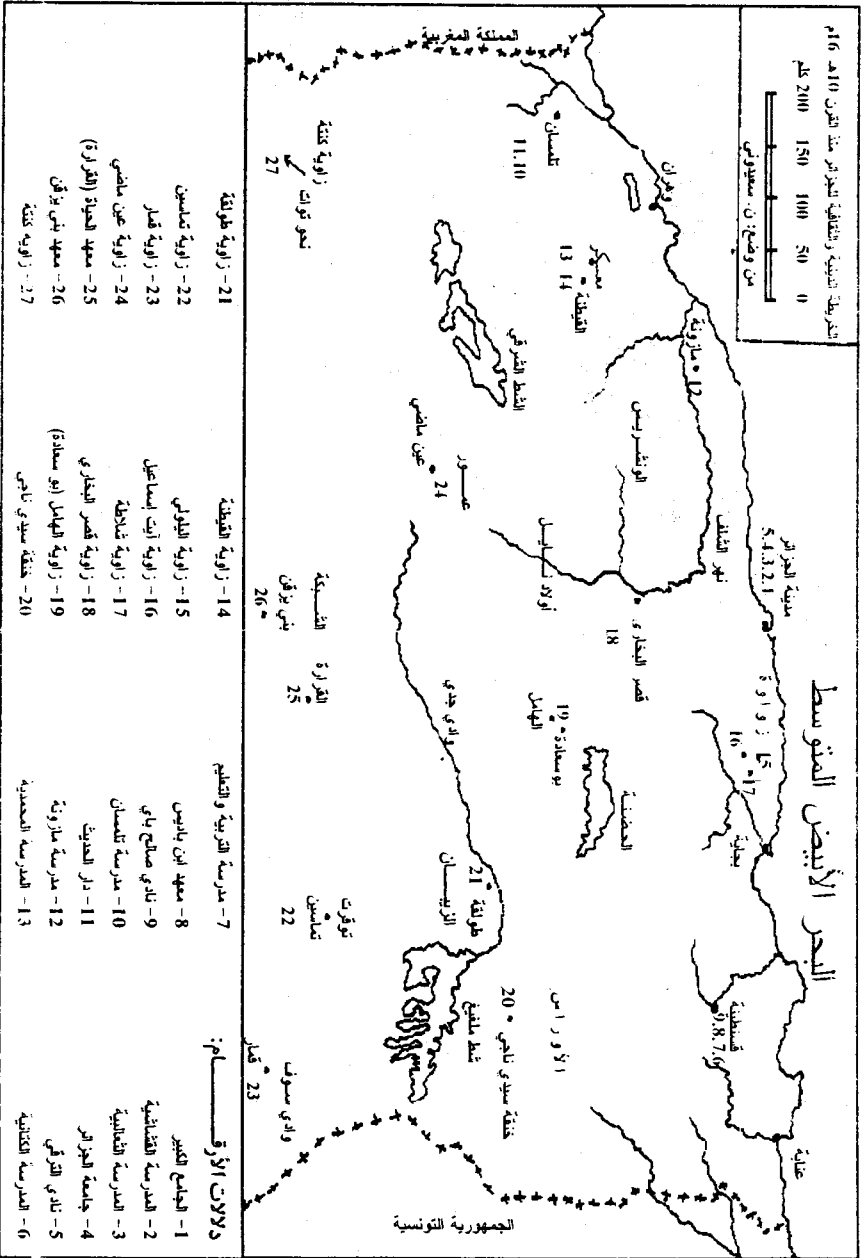 الخريطة الدينية والثقافية للجزائر منذ القرن 10هـ 16م
0 50 100 150 200 كلم
من وضع: ن. سعيدوني
البحر الأبيض المتوسط
المملكة المغربية
الجمهورية التونسية
عنابة
قسنطينة
9.8.7.6
بجاية
زواوة
15
16
17
مدينة الجزائر
5.4.3.2.1
نهر الشلف
مازونة
12
وهران
تلمسان
11.10
معسكر
13
القيطنة
14
الونشريس
قصر البخاري
18
أولاد نايل
الحضنة
بوسعادة
19
الهامل
الأوراس
خنقة سيدي ناجي
20
شط ملغيغ
طولقة
21
الزيبان
وادي جدي
الشط الشرقي
عمور
عين ماضي
24
زاوية كنتة
27
نحو توات
الشبكة
بني يزقن
26
القرارة
25
توقرت
تماسين
22
وادي سوف
قمار
23
دلالات الأرقام:
1- الجامع الكبير
2- المدرسة القشاشية
3- المدرسة الثعالبية
4- جامعة الجزائر
5- نادي الترقي
6- المدرسة الكتانية
7- مدرسة التربية والتعليم
8- معهد ابن باديس
9- نادي صالح باي
10- مدرسة تلمسان
11- دار الحديث
12- مدرسة مازونة
13- المدرسة المحمدية
14- زاوية القيطنة
15- زاوية اليلولي
16- زاوية آيت إسماعيل
17- زاوية شلاطة
18- زاوية قصر البخاري
19- زاوية الهامل (بو سعادة)
20- خنقة سيدي ناجي
21- زاوية طولقة
22- زاوية تماسين
23- زاوية قمار
24- زاوية عين ماضي
25- معهد الحياة (القرارة)
26- معهد بني يزقن
27- زاوية كنتة